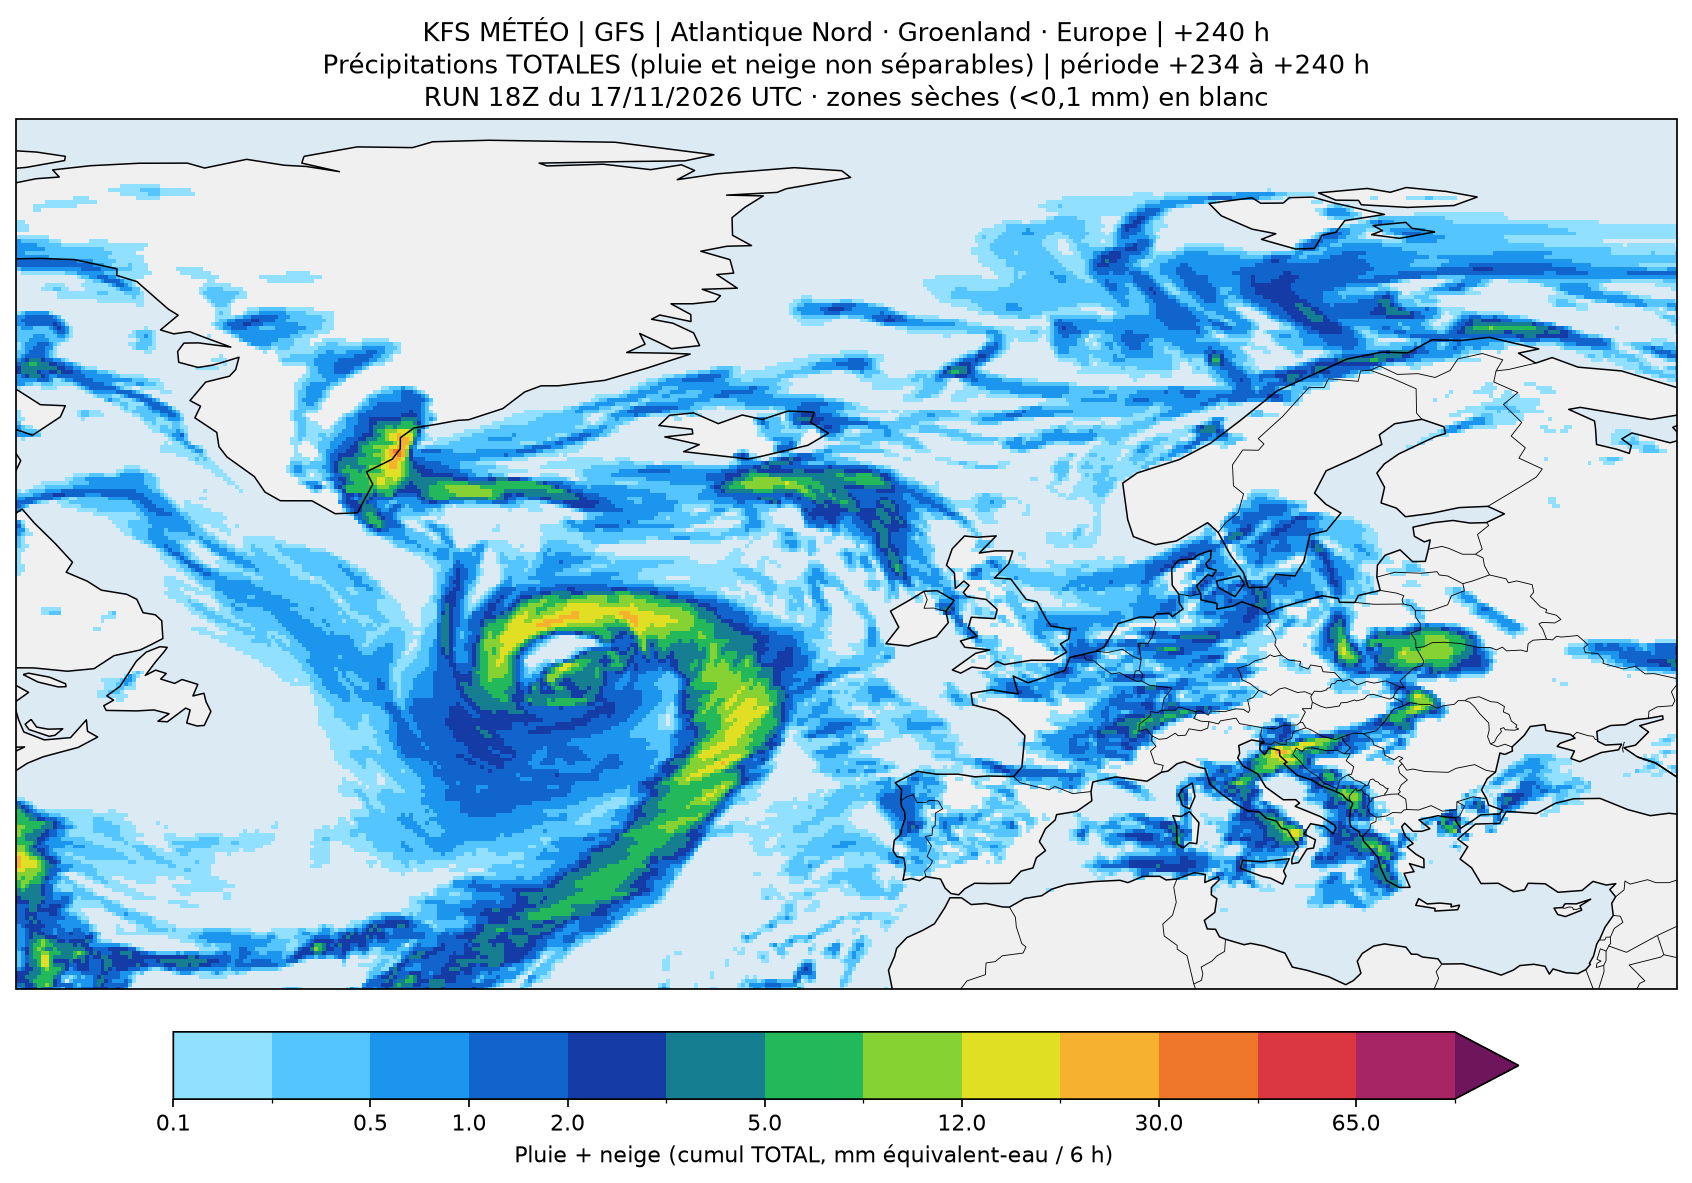 KFS MÉTÉO | GFS | Atlantique Nord · Groenland · Europe | +240 h
Précipitations TOTALES (pluie et neige non séparables) | période +234 à +240 h
RUN 18Z du 17/11/2026 UTC · zones sèches (<0,1 mm) en blanc
0.1 0.5 1.0 2.0 5.0 12.0 30.0 65.0
Pluie + neige (cumul TOTAL, mm équivalent-eau / 6 h)